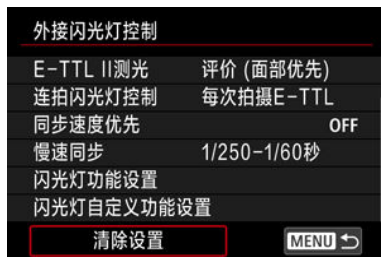 外接闪光灯控制
E-TTL II测光 评价 (面部优先)
连拍闪光灯控制 每次拍摄E-TTL
同步速度优先 OFF
慢速同步 1/250-1/60秒
闪光灯功能设置
闪光灯自定义功能设置
清除设置 MENU